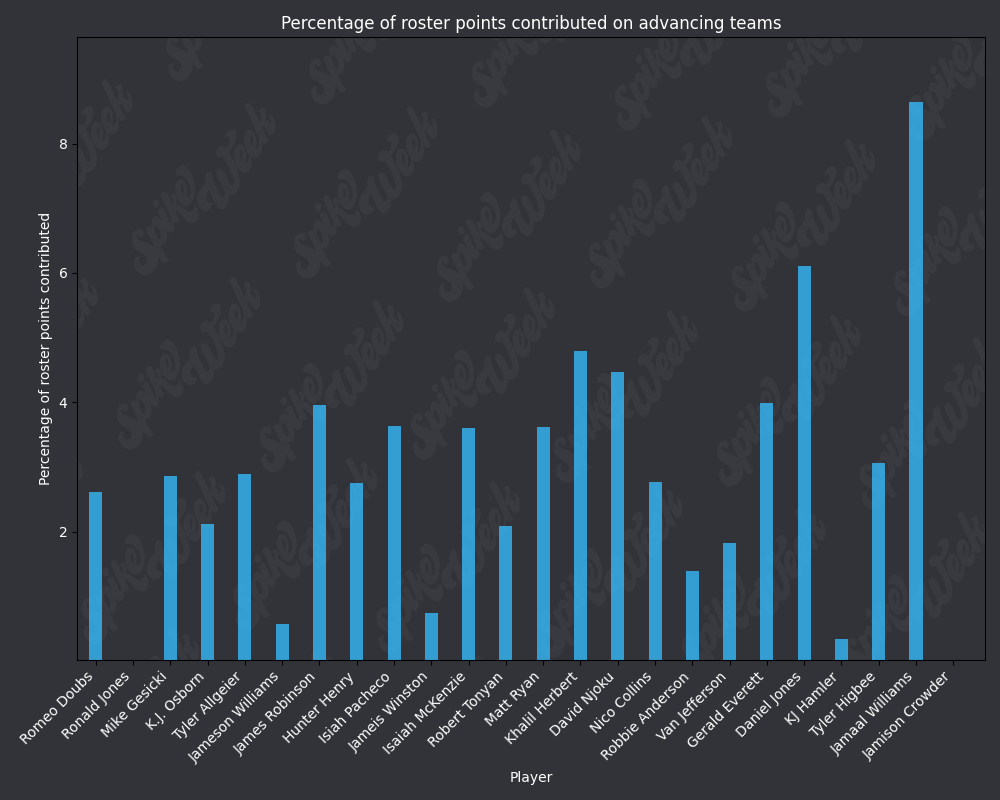 Percentage of roster points contributed on advancing teams
Percentage of roster points contributed
8
6
4
2
Romeo Doubs
Ronald Jones
Mike Gesicki
K.J. Osborn
Tyler Allgeier
Jameson Williams
James Robinson
Hunter Henry
Isiah Pacheco
Jameis Winston
Isaiah McKenzie
Robert Tonyan
Matt Ryan
Khalil Herbert
David Njoku
Nico Collins
Robbie Anderson
Van Jefferson
Gerald Everett
Daniel Jones
KJ Hamler
Tyler Higbee
Jamaal Williams
Jamison Crowder
Player
Spike Week